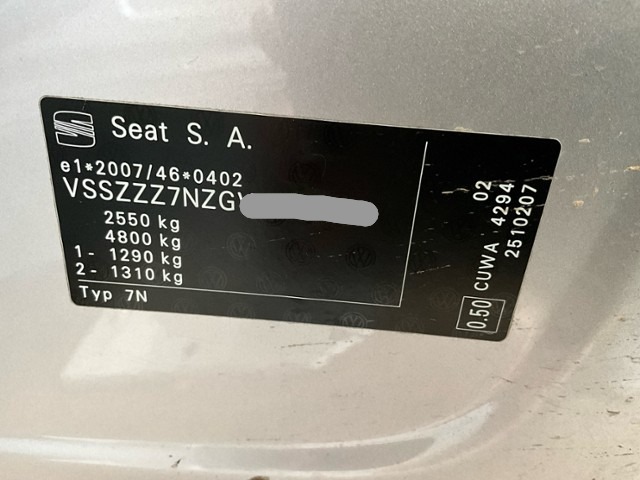 Seat S. A.
e1*2007/46*0402
VSSZZZ7NZG
2550 kg
4800 kg
1- 1290 kg
2- 1310 kg
Typ 7N
0.50 CUWA 4294 02
2510207